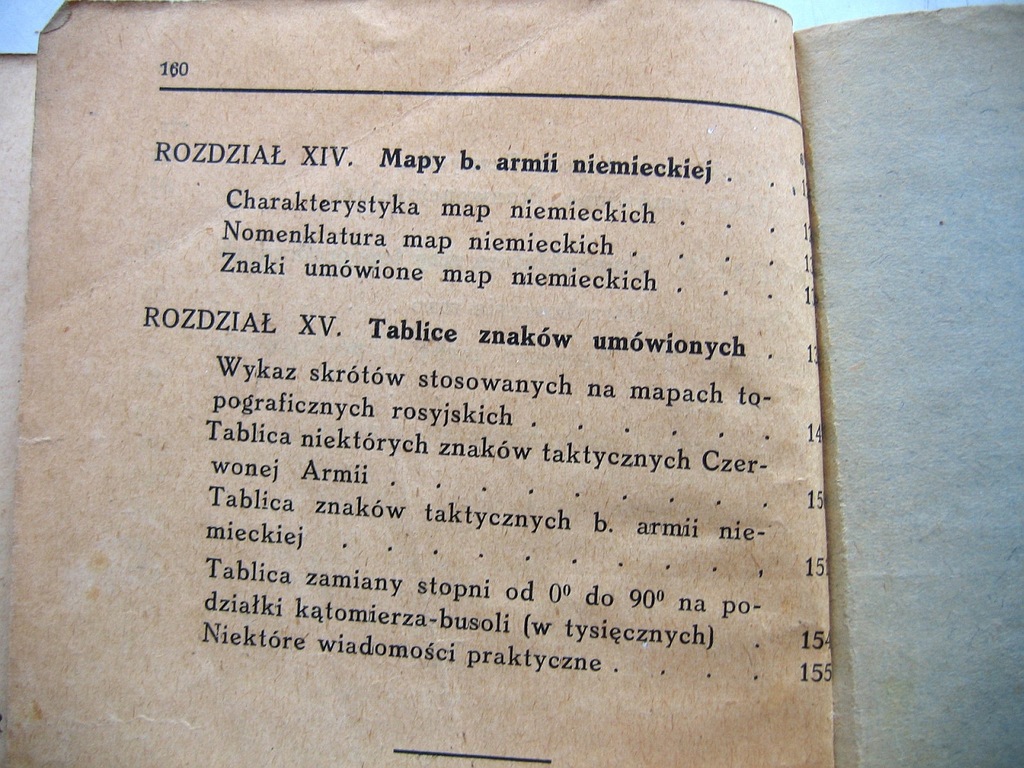 160
ROZDZIAŁ XIV. Mapy b. armii niemieckiej . .
Charakterystyka map niemieckich . . .
Nomenklatura map niemieckich . . . .
Znaki umówione map niemieckich . . .
ROZDZIAŁ XV. Tablice znaków umówionych .
Wykaz skrótów stosowanych na mapach to-
pograficznych rosyjskich . . . . . .
Tablica niektórych znaków taktycznych Czer-
wonej Armii . . . . . . . . .
Tablica znaków taktycznych b. armii nie-
mieckiej . . . . . . . . . ,
Tablica zamiany stopni od 0⁰ do 90⁰ na po-
działki kątomierza-busoli (w tysięcznych) . 154
Niektóre wiadomości praktyczne . . . . 155